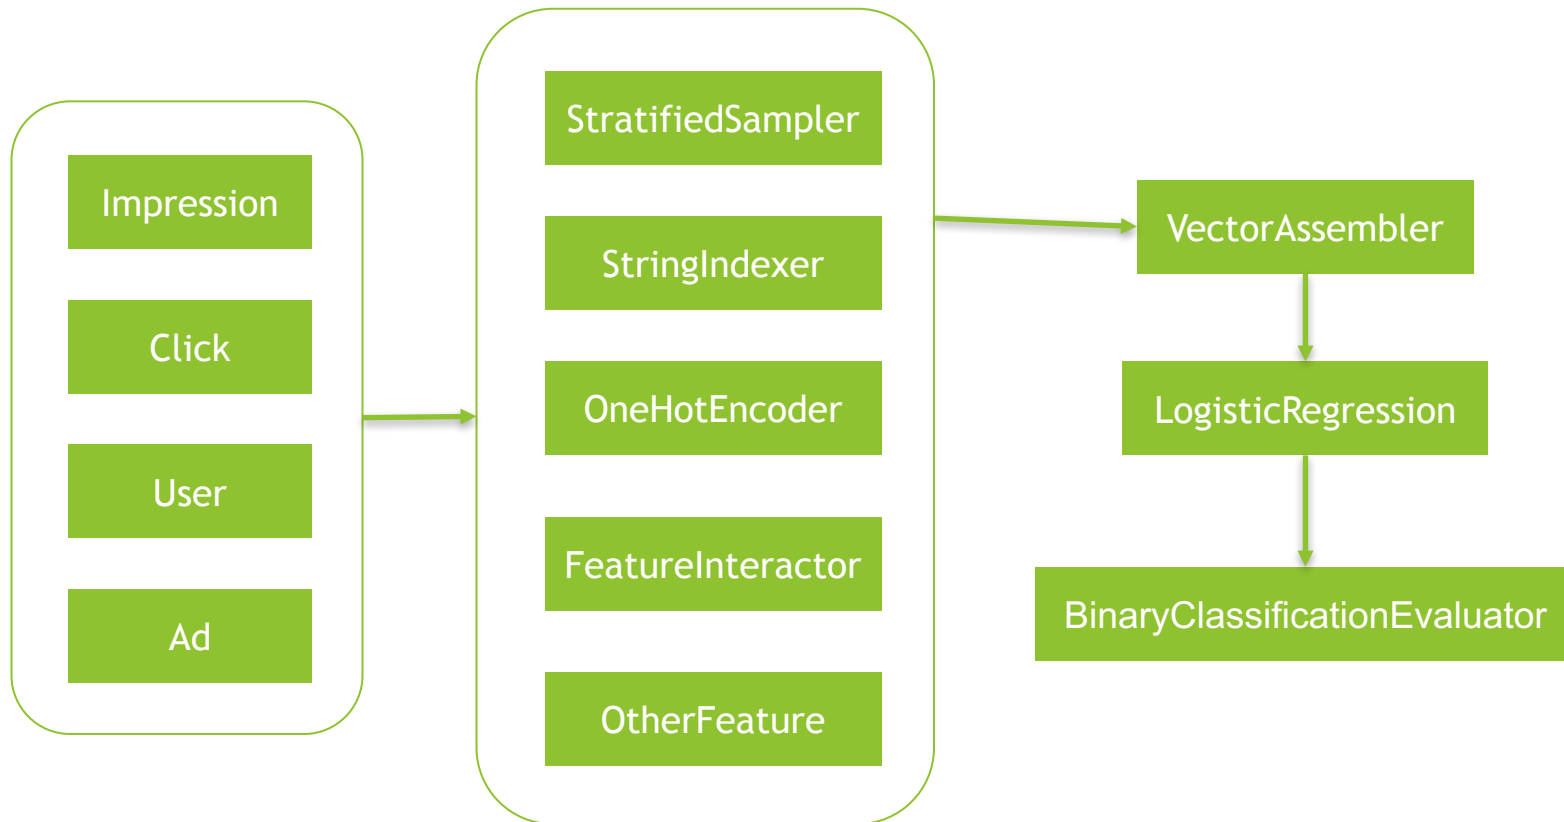 Impression
Click
User
Ad
StratifiedSampler
StringIndexer
OneHotEncoder
FeatureInteractor
OtherFeature
VectorAssembler
LogisticRegression
BinaryClassificationEvaluator